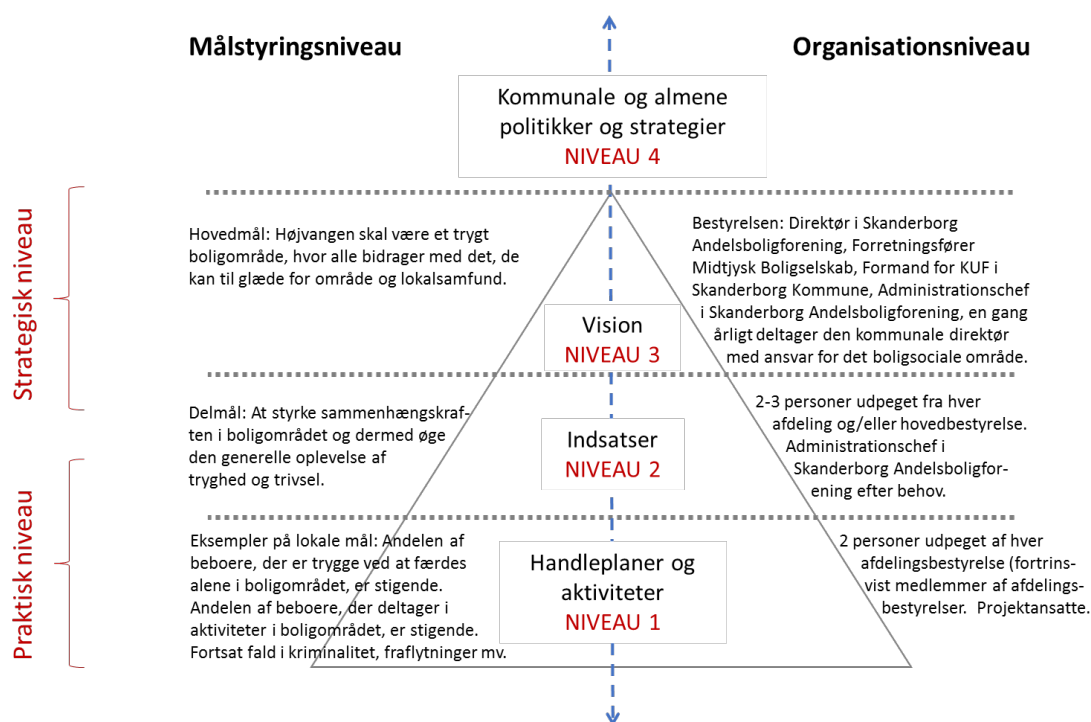 Målstyringsniveau
Organisationsniveau
Kommunale og almene
politikker og strategier
NIVEAU 4
Strategisk niveau
Hovedmål: Højvangen skal være et trygt
boligområde, hvor alle bidrager med det, de
kan til glæde for område og lokalsamfund.
Vision
NIVEAU 3
Bestyrelsen: Direktør i Skanderborg
Andelsboligforening, Forretningsfører
Midtjysk Boligselskab, Formand for KUF i
Skanderborg Kommune, Administrationschef
i Skanderborg Andelsboligforening, en gang
årligt deltager den kommunale direktør
med ansvar for det boligsociale område.
Delmål: At styrke sammenhængskraf-
ten i boligområdet og dermed øge
den generelle oplevelse af
tryghed og trivsel.
Indsatser
NIVEAU 2
2-3 personer udpeget fra hver
afdeling og/eller hovedbestyrelse.
Administrationschef i
Skanderborg Andelsboligfor-
ening efter behov.
Praktisk niveau
Eksempler på lokale mål: Andelen af
beboere, der er trygge ved at færdes
alene i boligområdet, er stigende.
Andelen af beboere, der deltager i
aktiviteter i boligområdet, er stigende.
Fortsat fald i kriminalitet, fraflytninger mv.
Handleplaner og
aktiviteter
NIVEAU 1
2 personer udpeget af hver
afdelingsbestyrelse (fortrins-
vist medlemmer af afdelings-
bestyrelser. Projektansatte.